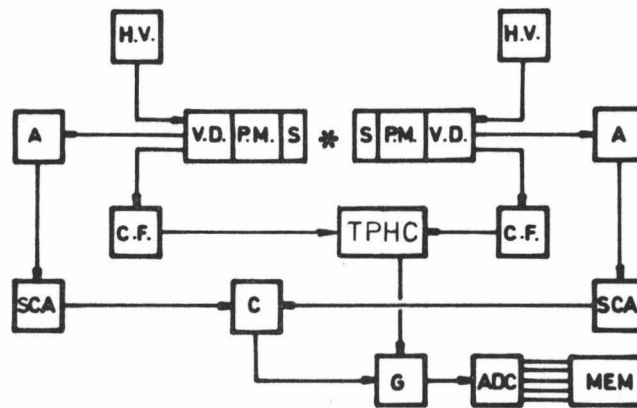 H.V. H.V.
A V.D. P.M. S * S P.M. V.D. A
C.F. TPHC C.F.
SCA C SCA
G ADC MEM